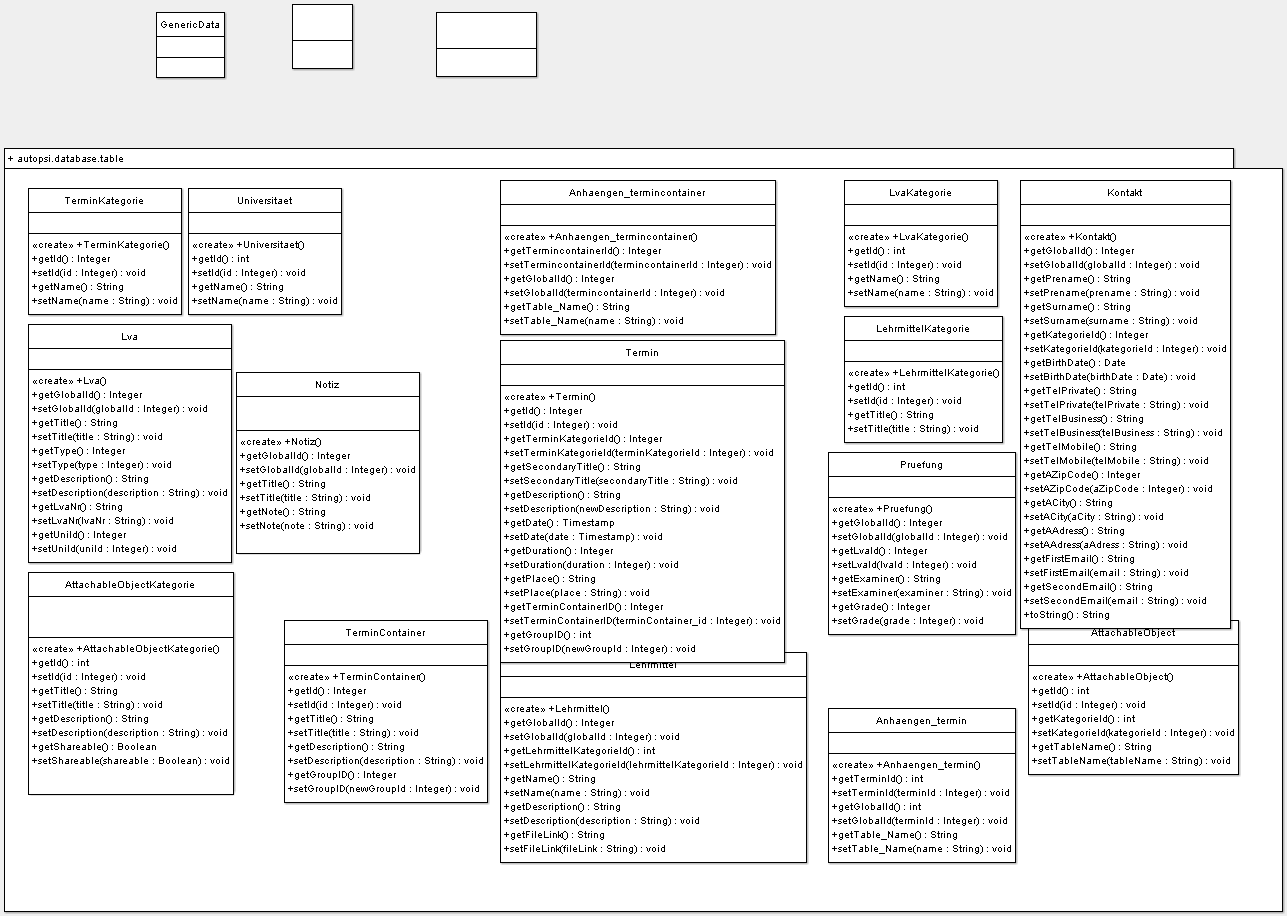 GenericData
+ autopsi.database.table
TerminKategorie
«create» +TerminKategorie()
+getId() : Integer
+setId(id : Integer) : void
+getName() : String
+setName(name : String) : void
Universitaet
«create» +Universitaet()
+getId() : int
+setId(id : Integer) : void
+getName() : String
+setName(name : String) : void
Anhaengen_termincontainer
«create» +Anhaengen_termincontainer()
+getTermincontainerId() : Integer
+setTermincontainerId(termincontainerId : Integer) : void
+getGlobalId() : Integer
+setGlobalId(termincontainerId : Integer) : void
+getTable_Name() : String
+setTable_Name(name : String) : void
LvaKategorie
«create» +LvaKategorie()
+getId() : int
+setId(id : Integer) : void
+getName() : String
+setName(name : String) : void
Kontakt
«create» +Kontakt()
+getGlobalId() : Integer
+setGlobalId(globalId : Integer) : void
+getPrename() : String
+setPrename(prename : String) : void
+getSurname() : String
+setSurname(surname : String) : void
+getKategorieId() : Integer
+setKategorieId(kategorieId : Integer) : void
+getBirthDate() : Date
+setBirthDate(birthDate : Date) : void
+getTelPrivate() : String
+setTelPrivate(telPrivate : String) : void
+getTelBusiness() : String
+setTelBusiness(telBusiness : String) : void
+getTelMobile() : String
+setTelMobile(telMobile : String) : void
+getAZipCode() : Integer
+setAZipCode(aZipCode : Integer) : void
+getACity() : String
+setACity(aCity : String) : void
+getAAdress() : String
+setAAdress(aAdress : String) : void
+getFirstEmail() : String
+setFirstEmail(email : String) : void
+getSecondEmail() : String
+setSecondEmail(email : String) : void
+toString() : String
Lva
«create» +Lva()
+getGlobalId() : Integer
+setGlobalId(globalId : Integer) : void
+getTitle() : String
+setTitle(title : String) : void
+getType() : Integer
+setType(type : Integer) : void
+getDescription() : String
+setDescription(description : String) : void
+getLvaNr() : String
+setLvaNr(lvaNr : String) : void
+getUniId() : Integer
+setUniId(uniId : Integer) : void
Notiz
«create» +Notiz()
+getGlobalId() : Integer
+setGlobalId(globalId : Integer) : void
+getTitle() : String
+setTitle(title : String) : void
+getNote() : String
+setNote(note : String) : void
Termin
«create» +Termin()
+getId() : Integer
+setId(id : Integer) : void
+getTerminKategorieId() : Integer
+setTerminKategorieId(terminKategorieId : Integer) : void
+getSecondaryTitle() : String
+setSecondaryTitle(secondaryTitle : String) : void
+getDescription() : String
+setDescription(newDescription : String) : void
+getDate() : Timestamp
+setDate(date : Timestamp) : void
+getDuration() : Integer
+setDuration(duration : Integer) : void
+getPlace() : String
+setPlace(place : String) : void
+getTerminContainerID() : Integer
+setTerminContainerID(terminContainer_id : Integer) : void
+getGroupID() : int
+setGroupID(newGroupId : Integer) : void
LehrmittelKategorie
«create» +LehrmittelKategorie()
+getId() : int
+setId(id : Integer) : void
+getTitle() : String
+setTitle(title : String) : void
Pruefung
«create» +Pruefung()
+getGlobalId() : Integer
+setGlobalId(globalId : Integer) : void
+getLvaId() : Integer
+setLvaId(lvaId : Integer) : void
+getExaminer() : String
+setExaminer(examiner : String) : void
+getGrade() : Integer
+setGrade(grade : Integer) : void
AttachableObjectKategorie
«create» +AttachableObjectKategorie()
+getId() : int
+setId(id : Integer) : void
+getTitle() : String
+setTitle(title : String) : void
+getDescription() : String
+setDescription(description : String) : void
+getShareable() : Boolean
+setShareable(shareable : Boolean) : void
TerminContainer
«create» +TerminContainer()
+getId() : Integer
+setId(id : Integer) : void
+getTitle() : String
+setTitle(title : String) : void
+getDescription() : String
+setDescription(description : String) : void
+getGroupID() : Integer
+setGroupID(newGroupId : Integer) : void
Lehrmittel
«create» +Lehrmittel()
+getGlobalId() : Integer
+setGlobalId(globalId : Integer) : void
+getLehrmittelKategorieId() : int
+setLehrmittelKategorieId(lehrmittelKategorieId : Integer) : void
+getName() : String
+setName(name : String) : void
+getDescription() : String
+setDescription(description : String) : void
+getFileLink() : String
+setFileLink(fileLink : String) : void
Anhaengen_termin
«create» +Anhaengen_termin()
+getTerminId() : int
+setTerminId(terminId : Integer) : void
+getGlobalId() : int
+setGlobalId(terminId : Integer) : void
+getTable_Name() : String
+setTable_Name(name : String) : void
AttachableObject
«create» +AttachableObject()
+getId() : int
+setId(id : Integer) : void
+getKategorieId() : int
+setKategorieId(kategorieId : Integer) : void
+getTableName() : String
+setTableName(tableName : String) : void